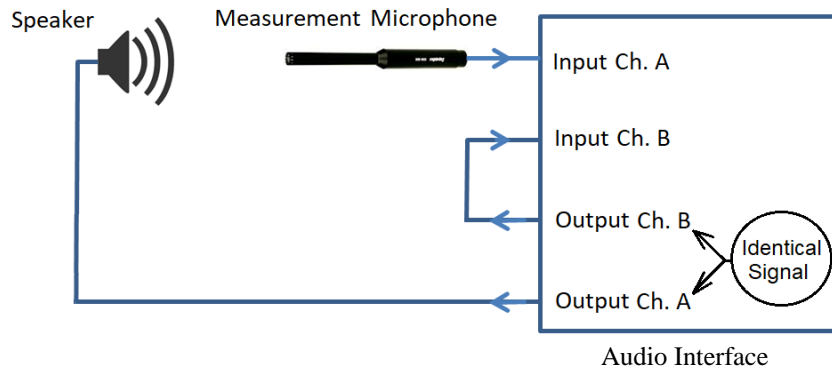 Speaker
Measurement Microphone
Input Ch. A
Input Ch. B
Output Ch. B
Identical
Signal
Output Ch. A
Audio Interface